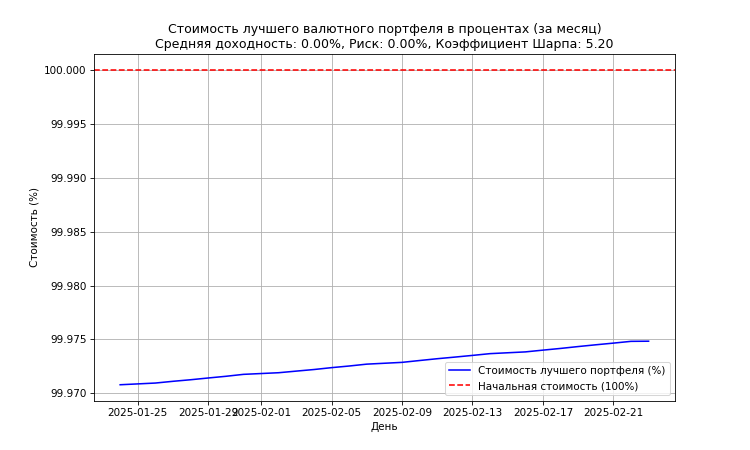 Стоимость лучшего валютного портфеля в процентах (за месяц)
Средняя доходность: 0.00%, Риск: 0.00%, Коэффициент Шарпа: 5.20
100.000
99.995
99.990
99.985
99.980
99.975
99.970
Стоимость (%)
Стоимость лучшего портфеля (%)
Начальная стоимость (100%)
2025-01-25 2025-01-29 2025-02-01 2025-02-05 2025-02-09 2025-02-13 2025-02-17 2025-02-21
День